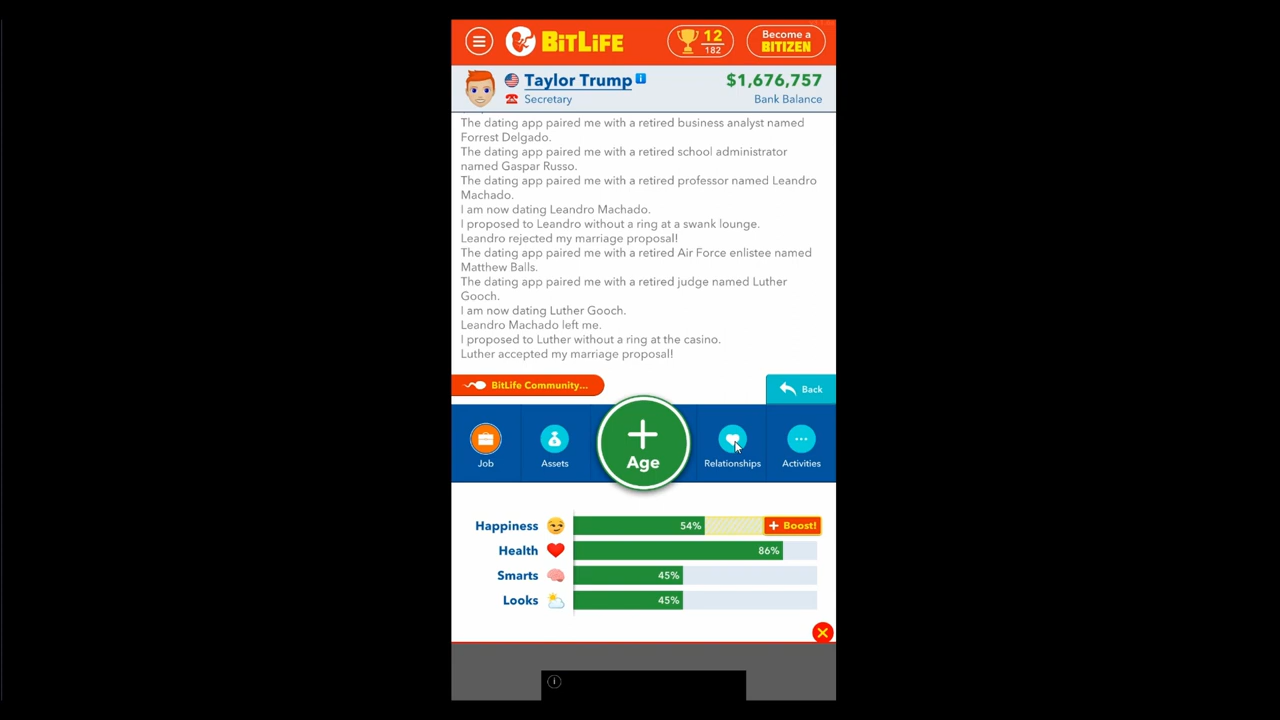 BitLife
12
182
Become a
BITIZEN
Taylor Trump
$1,676,757
Secretary
Bank Balance
The dating app paired me with a retired business analyst named
Forrest Delgado.
The dating app paired me with a retired school administrator
named Gaspar Russo.
The dating app paired me with a retired professor named Leandro
Machado.
I am now dating Leandro Machado.
I proposed to Leandro without a ring at a swank lounge.
Leandro rejected my marriage proposal!
The dating app paired me with a retired Air Force enlistee named
Matthew Balls.
The dating app paired me with a retired judge named Luther
Gooch.
I am now dating Luther Gooch.
Leandro Machado left me.
I proposed to Luther without a ring at the casino.
Luther accepted my marriage proposal!
BitLife Community...
Back
Job
Assets
Age
Relationships
Activities
Happiness
54%
+ Boost!
Health
86%
Smarts
45%
Looks
45%